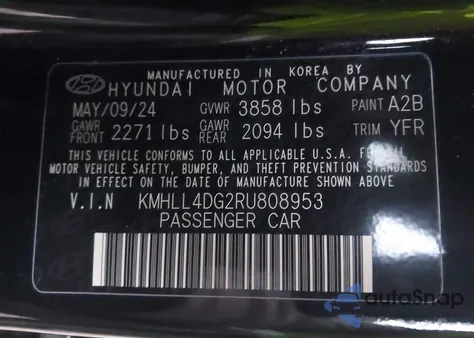 MANUFACTURED IN KOREA BY
HYUNDAI MOTOR COMPANY
MAY/09/24 GVWR 3858 lbs PAINT A2B
GAWR FRONT 2271 lbs GAWR REAR 2094 lbs TRIM YFR
THIS VEHICLE CONFORMS TO ALL APPLICABLE U.S.A. FEDERAL
MOTOR VEHICLE SAFETY, BUMPER, AND THEFT PREVENTION STANDARDS
IN EFFECT ON THE DATE OF MANUFACTURE SHOWN ABOVE
V.I.N KMHLL4DG2RU808953
PASSENGER CAR
autoSnap